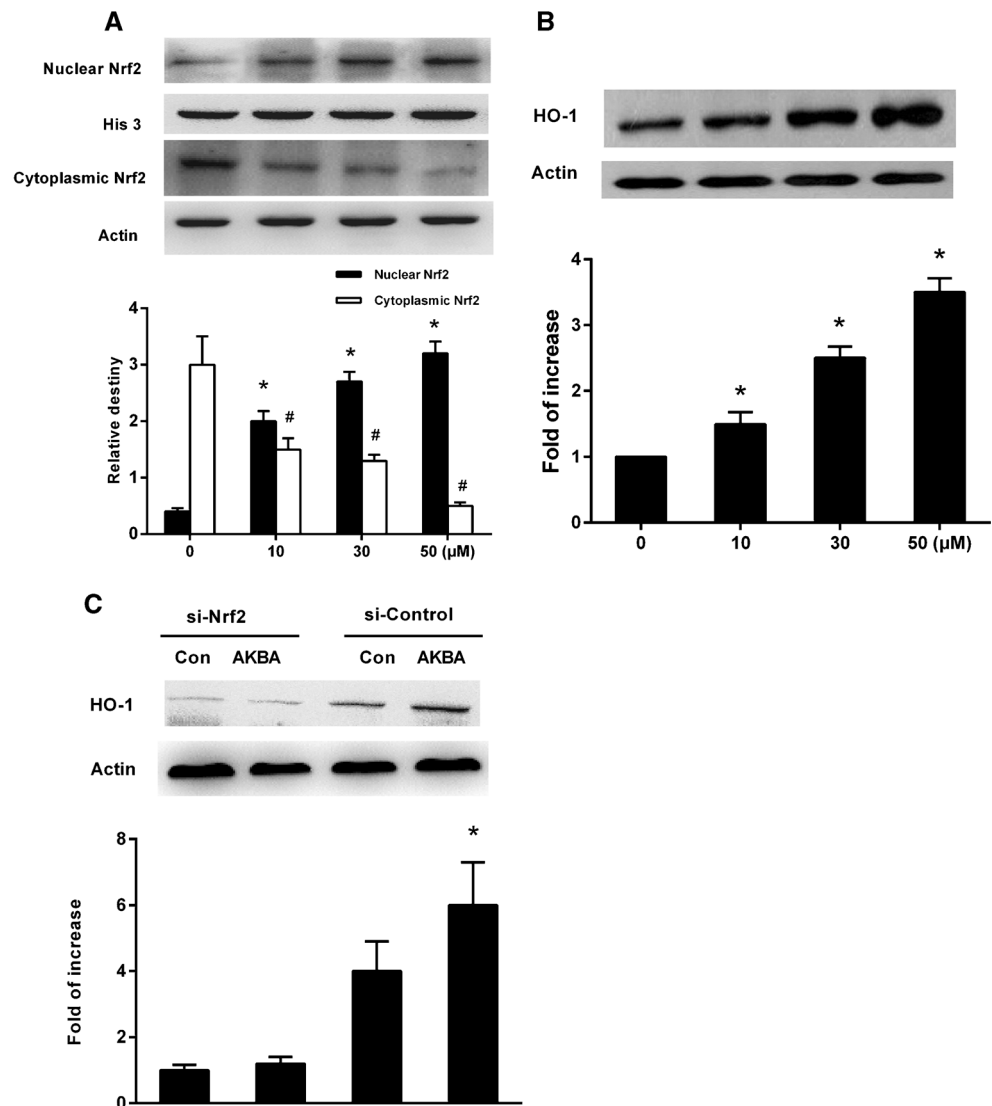 A
Nuclear Nrf2
His 3
Cytoplasmic Nrf2
Actin
Nuclear Nrf2
Cytoplasmic Nrf2
Relative destiny
4
3
2
1
0
* # * # * #
0 10 30 50 (µM)
B
HO-1
Actin
Fold of increase
4
3
2
1
0
* * *
0 10 30 50 (µM)
C
si-Nrf2 si-Control
Con AKBA Con AKBA
HO-1
Actin
Fold of increase
8
6
4
2
0
*